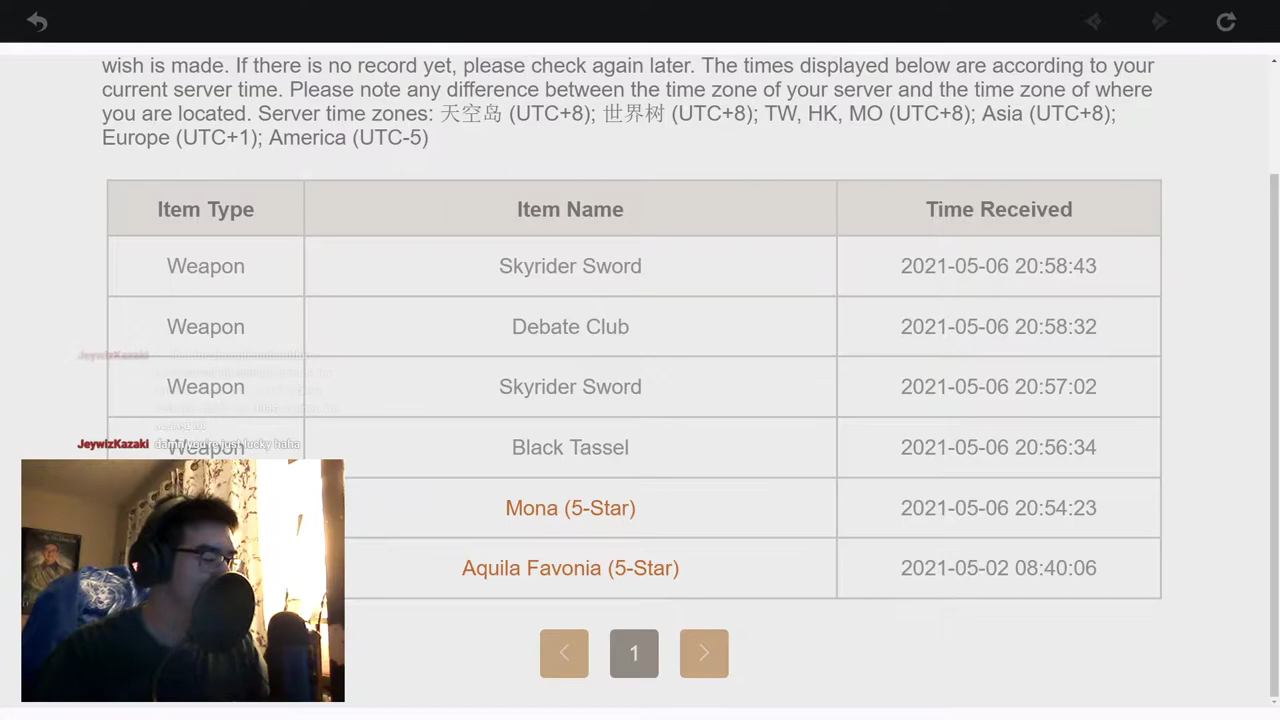 wish is made. If there is no record yet, please check again later. The times displayed below are according to your
current server time. Please note any difference between the time zone of your server and the time zone of where
you are located. Server time zones: 天空岛 (UTC+8); 世界树 (UTC+8); TW, HK, MO (UTC+8); Asia (UTC+8);
Europe (UTC+1); America (UTC-5)
Item Type Item Name Time Received
Weapon Skyrider Sword 2021-05-06 20:58:43
Weapon Debate Club 2021-05-06 20:58:32
JeywizKazaki
Weapon Skyrider Sword 2021-05-06 20:57:02
JeywizKazaki damn you're just lucky haha
Weapon Black Tassel 2021-05-06 20:56:34
Mona (5-Star) 2021-05-06 20:54:23
Aquila Favonia (5-Star) 2021-05-02 08:40:06
1